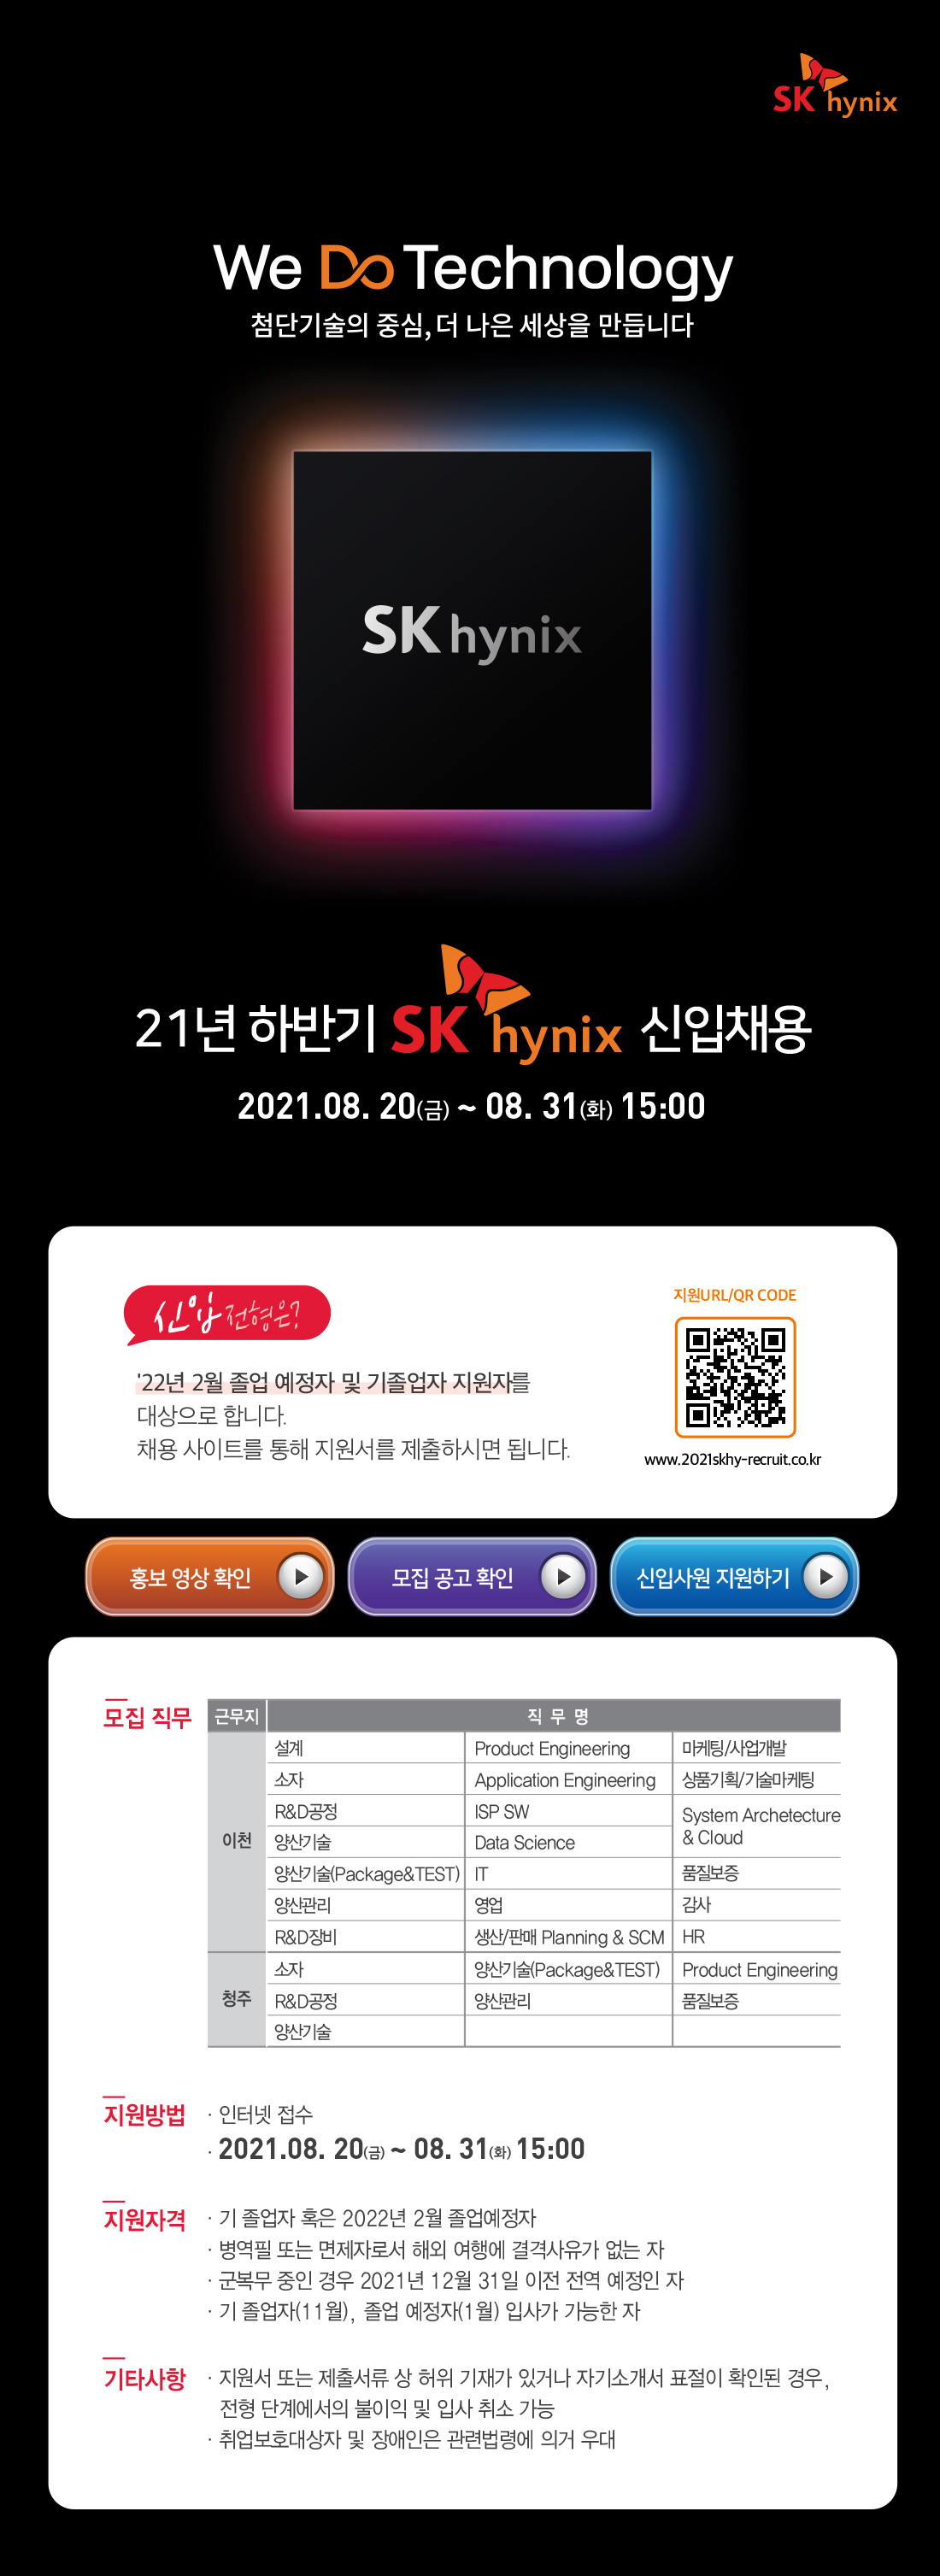 SK hynix
We Do Technology
첨단기술의 중심, 더 나은 세상을 만듭니다
SK hynix
21년 하반기 SK hynix 신입채용
2021.08. 20(금) ~ 08. 31(화) 15:00
신입 전형은?
'22년 2월 졸업 예정자 및 기졸업자 지원자를
대상으로 합니다.
채용 사이트를 통해 지원서를 제출하시면 됩니다.
지원URL/QR CODE
www.2021skhy-recruit.co.kr
홍보 영상 확인
모집 공고 확인
신입사원 지원하기
모집 직무
근무지 직 무 명
이천
설계 Product Engineering 마케팅/사업개발
소자 Application Engineering 상품기획/기술마케팅
R&D공정 ISP SW System Archetecture
양산기술 Data Science & Cloud
양산기술(Package&TEST) IT 품질보증
양산관리 영업 감사
R&D장비 생산/판매 Planning & SCM HR
청주
소자 양산기술(Package&TEST) Product Engineering
R&D공정 양산관리 품질보증
양산기술
지원방법
· 인터넷 접수
· 2021.08. 20(금) ~ 08. 31(화) 15:00
지원자격
· 기 졸업자 혹은 2022년 2월 졸업예정자
· 병역필 또는 면제자로서 해외 여행에 결격사유가 없는 자
· 군복무 중인 경우 2021년 12월 31일 이전 전역 예정인 자
· 기 졸업자(11월), 졸업 예정자(1월) 입사가 가능한 자
기타사항
· 지원서 또는 제출서류 상 허위 기재가 있거나 자기소개서 표절이 확인된 경우,
전형 단계에서의 불이익 및 입사 취소 가능
· 취업보호대상자 및 장애인은 관련법령에 의거 우대